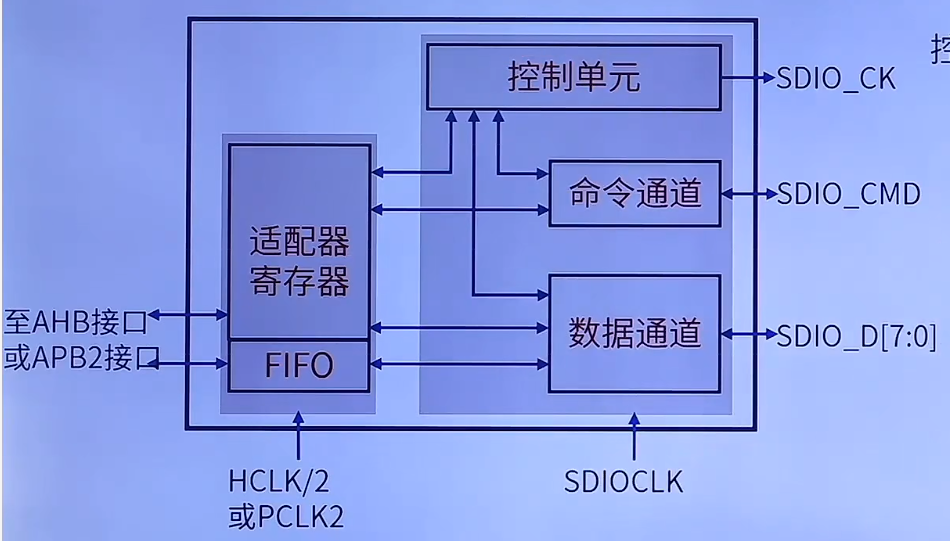 控
控制单元
SDIO_CK
命令通道
SDIO_CMD
适配器
寄存器
至AHB接口
或APB2接口
FIFO
数据通道
SDIO_D[7:0]
HCLK/2
或PCLK2
SDIOCLK